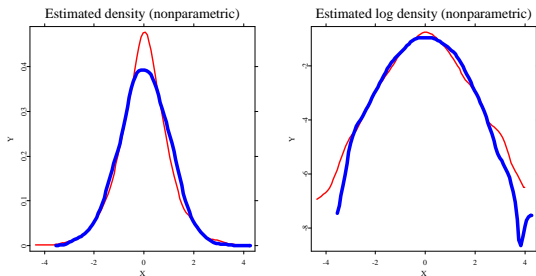 Estimated density (nonparametric)
Y
0 0.1 0.2 0.3 0.4
-4 -2 0 2 4
X
Estimated log density (nonparametric)
Y
-8 -6 -4 -2
-4 -2 0 2 4
X